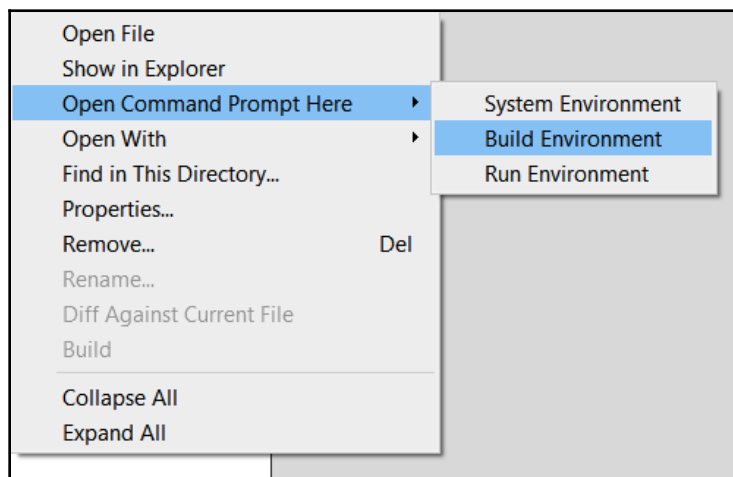 Open File
Show in Explorer
Open Command Prompt Here
System Environment
Open With
Build Environment
Find in This Directory...
Run Environment
Properties...
Remove... Del
Rename...
Diff Against Current File
Build
Collapse All
Expand All